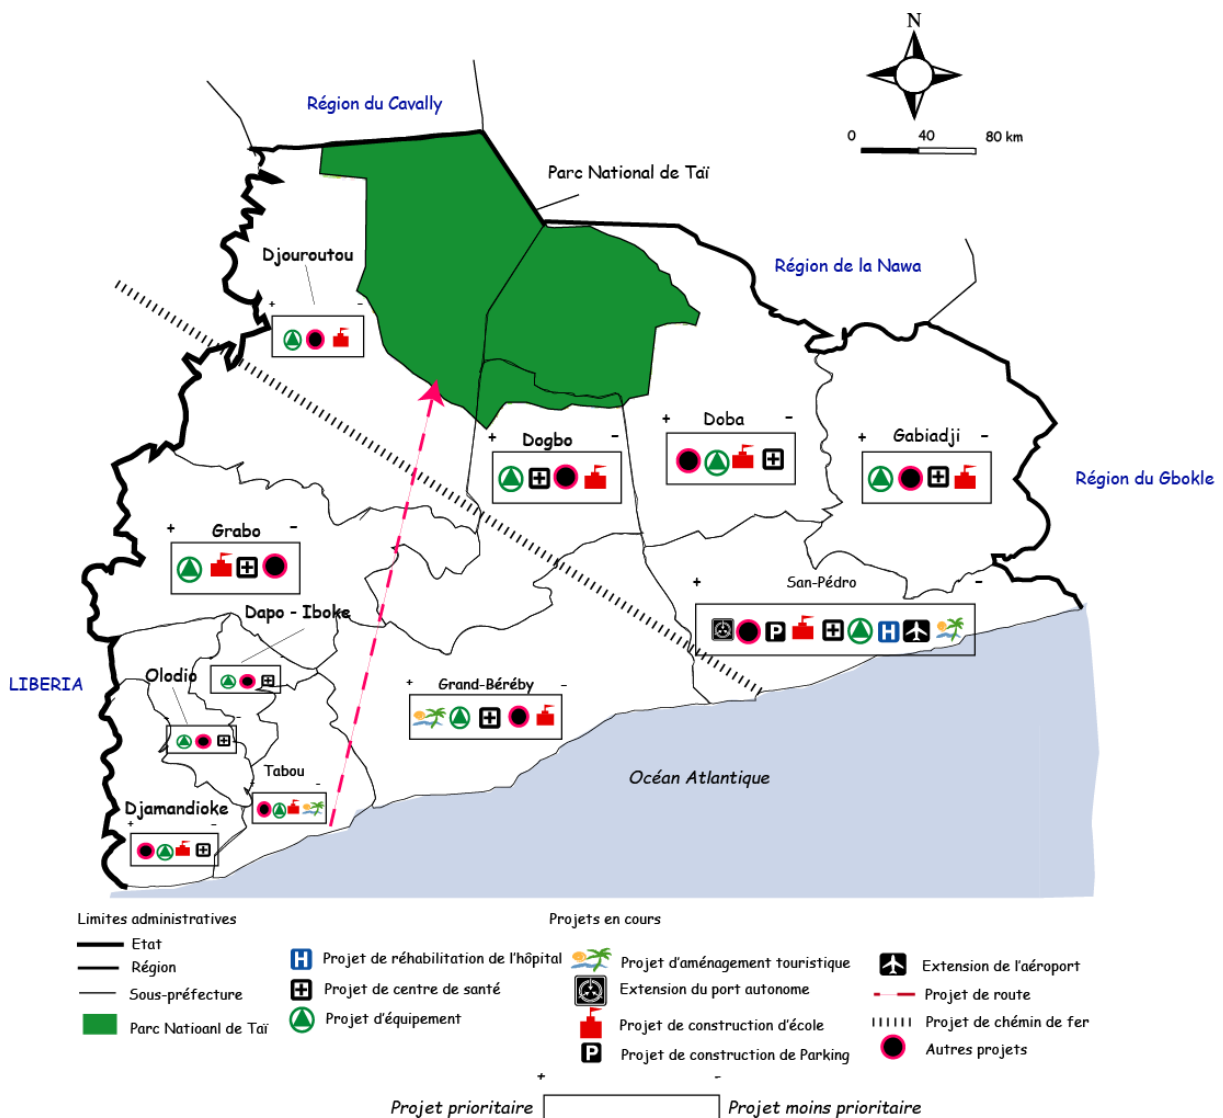 N
0 40 80 km
Région du Cavally
Parc National de Taï
Djouroutou
+ -
Région de la Nawa
+ Doba -
+ Dogbo -
+ Gabiadji -
Région du Gbokle
+ Grabo -
+ San-Pédro -
P H
Dapo - Iboke
LIBERIA
Olodio
-
+ Grand-Béréby -
Tabou
-
Océan Atlantique
Djamandioke
+ -
Limites administratives
Etat
Région
Sous-préfecture
Parc Natioanl de Taï
Projets en cours
H Projet de réhabilitation de l'hôpital
Projet de centre de santé
Projet d'équipement
Projet d'aménagement touristique
Extension du port autonome
Projet de construction d'école
P Projet de construction de Parking
Extension de l'aéroport
Projet de route
Projet de chémin de fer
Autres projets
+ -
Projet prioritaire Projet moins prioritaire